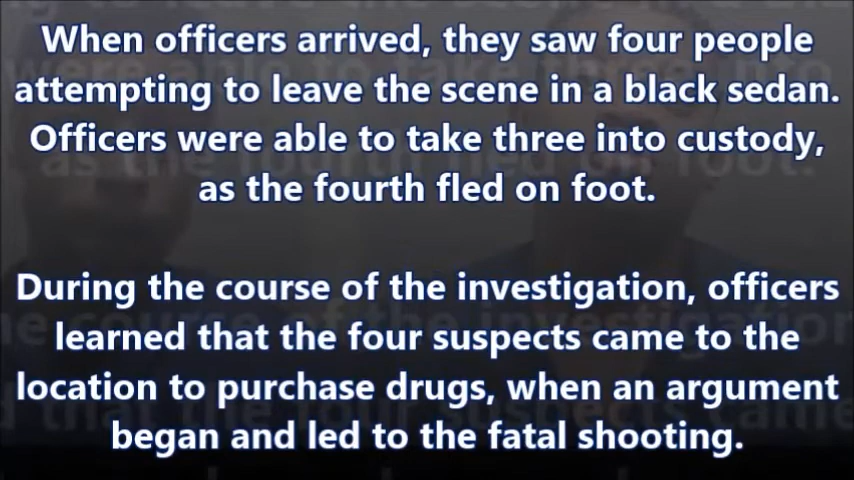 When officers arrived, they saw four people
attempting to leave the scene in a black sedan.
Officers were able to take three into custody,
as the fourth fled on foot.
During the course of the investigation, officers
learned that the four suspects came to the
location to purchase drugs, when an argument
began and led to the fatal shooting.